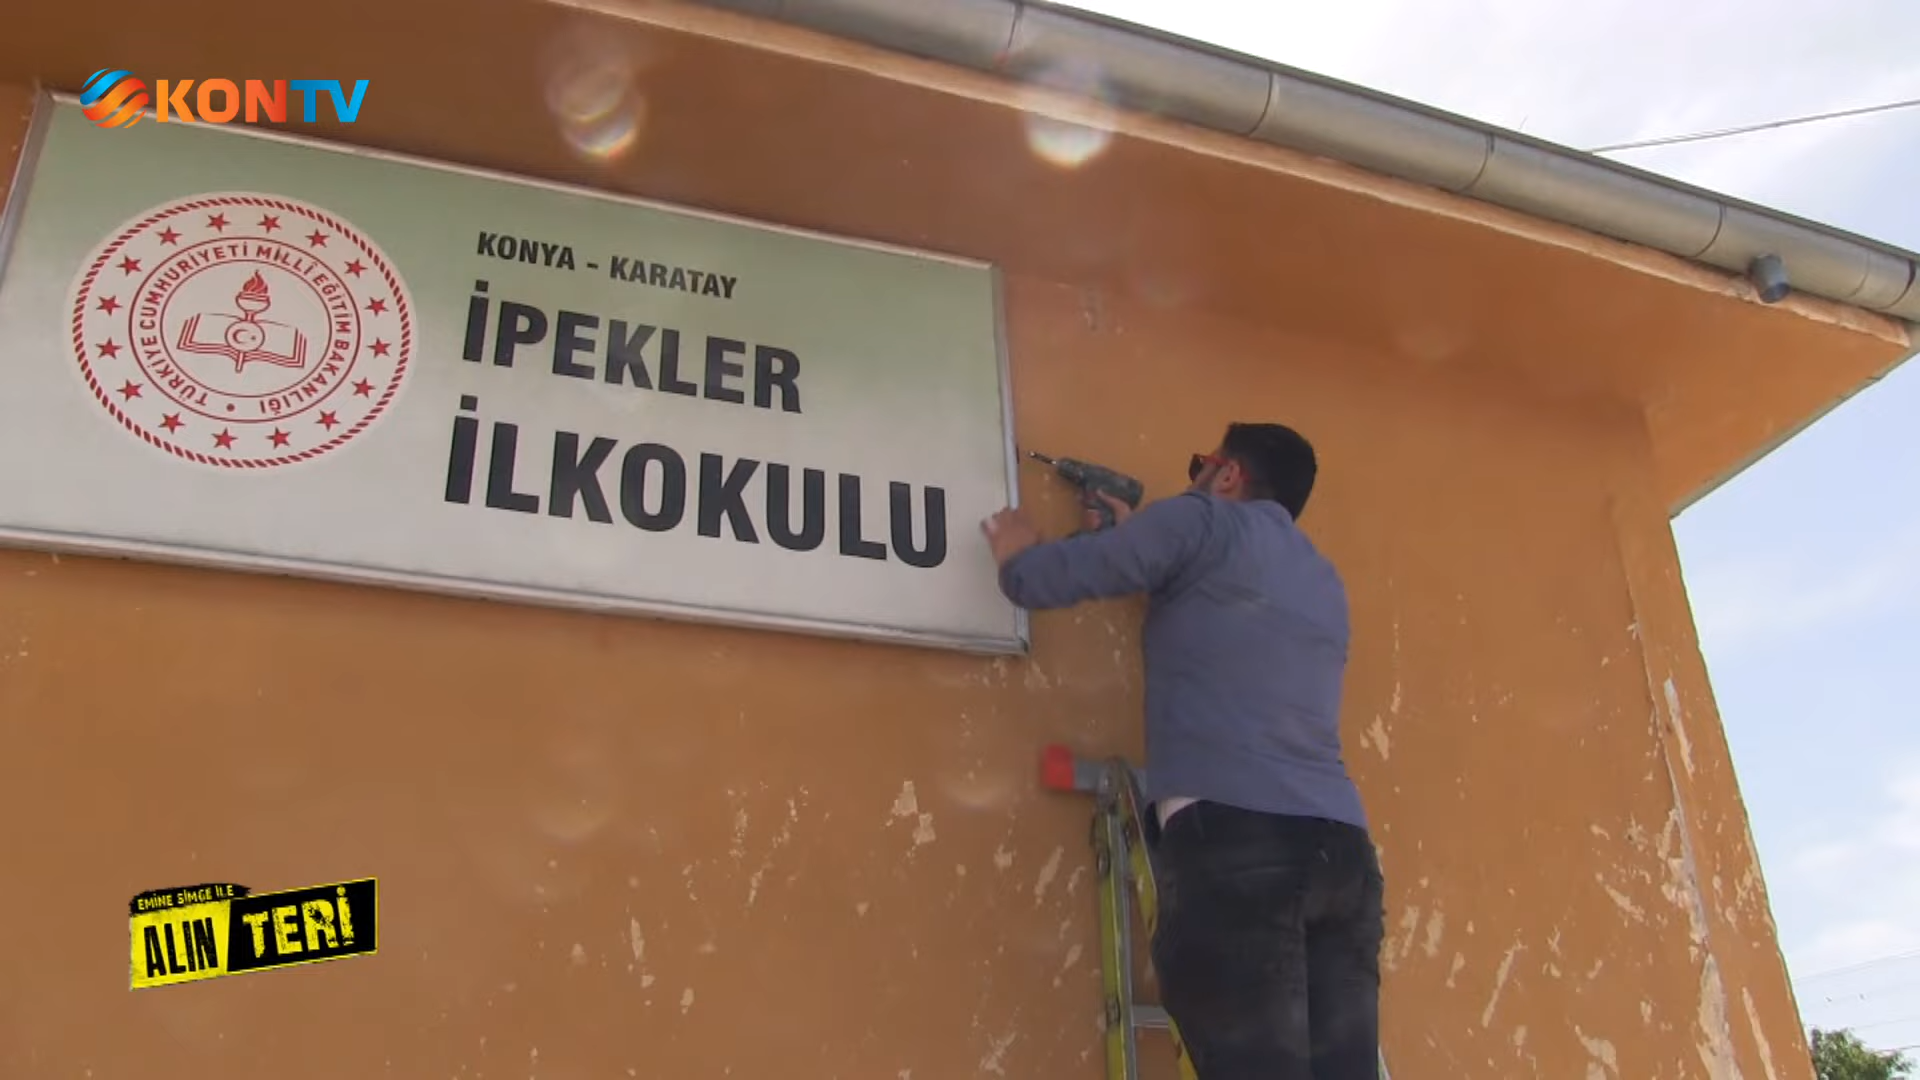 KONTV
KONYA - KARATAY
İPEKLER
İLKOKULU
TÜRKİYE CUMHURİYETİ MİLLÎ EĞİTİM BAKANLIĞI
EMİNE SİMGE İLE
ALIN TERİ